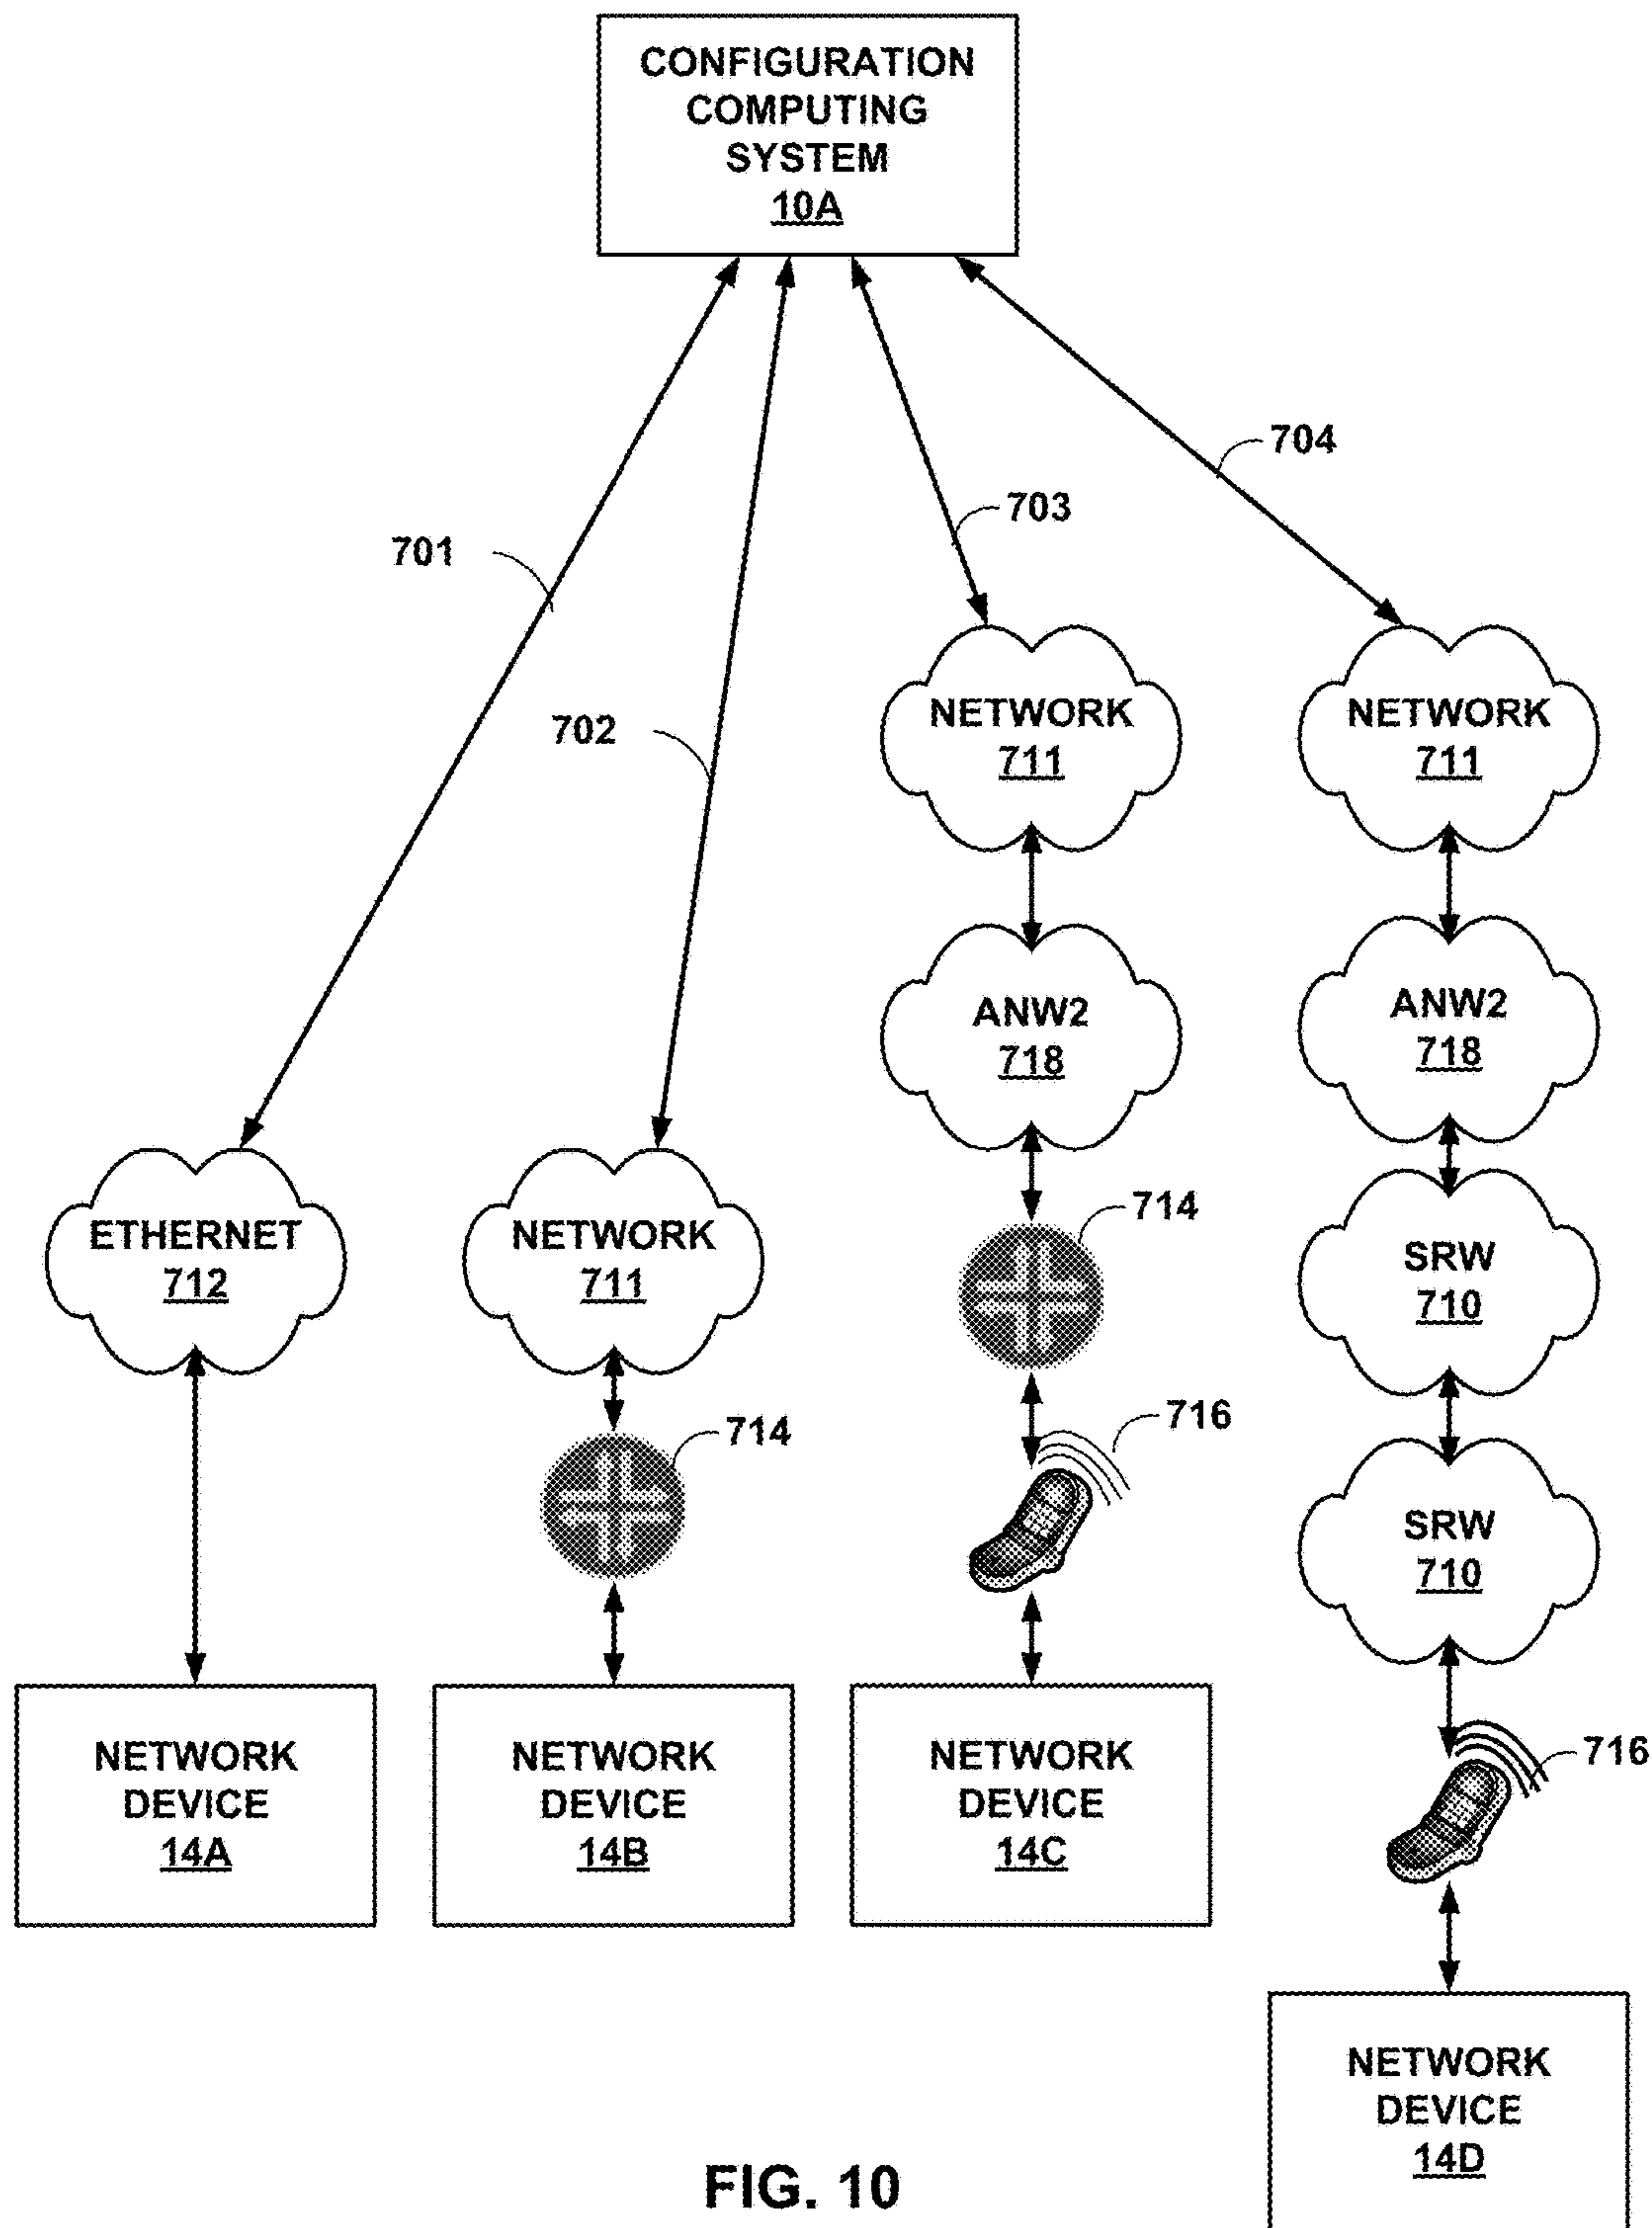 CONFIGURATION
COMPUTING
SYSTEM
10A
704
703
701
702
NETWORK
711
NETWORK
711
ANW2
718
ANW2
718
714
ETHERNET
712
NETWORK
711
SRW
710
714
716
SRW
710
NETWORK
DEVICE
14A
NETWORK
DEVICE
14B
NETWORK
DEVICE
14C
716
NETWORK
DEVICE
14D
FIG. 10